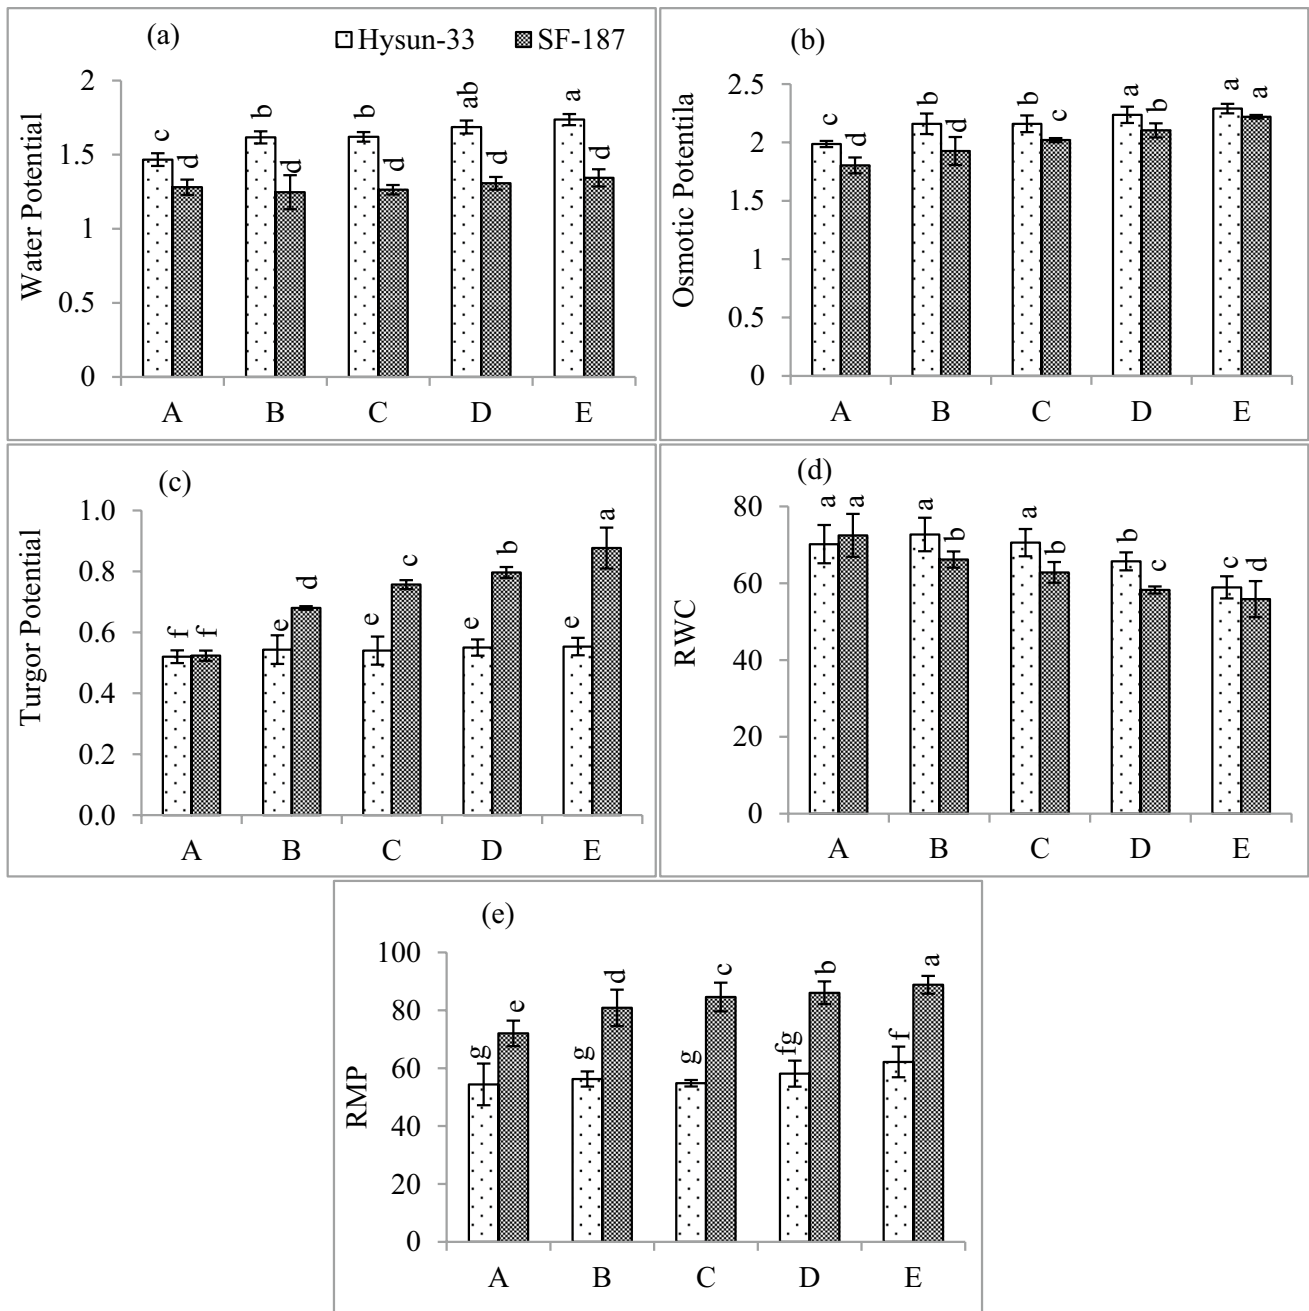 (a)
Hysun-33 SF-187
Water Potential
2
1.5
1
0.5
0
c d b d b d ab d a d
A B C D E
(b)
Osmotic Potentila
2.5
2
1.5
1
0.5
0
c d b d b c a b a a
A B C D E
(c)
Turgor Potential
1.0
0.8
0.6
0.4
0.2
0.0
f f e d e c e b e a
A B C D E
(d)
RWC
80
60
40
20
0
a a a b a b b c c d
A B C D E
(e)
RMP
100
80
60
40
20
0
g e g d g c fg b f a
A B C D E